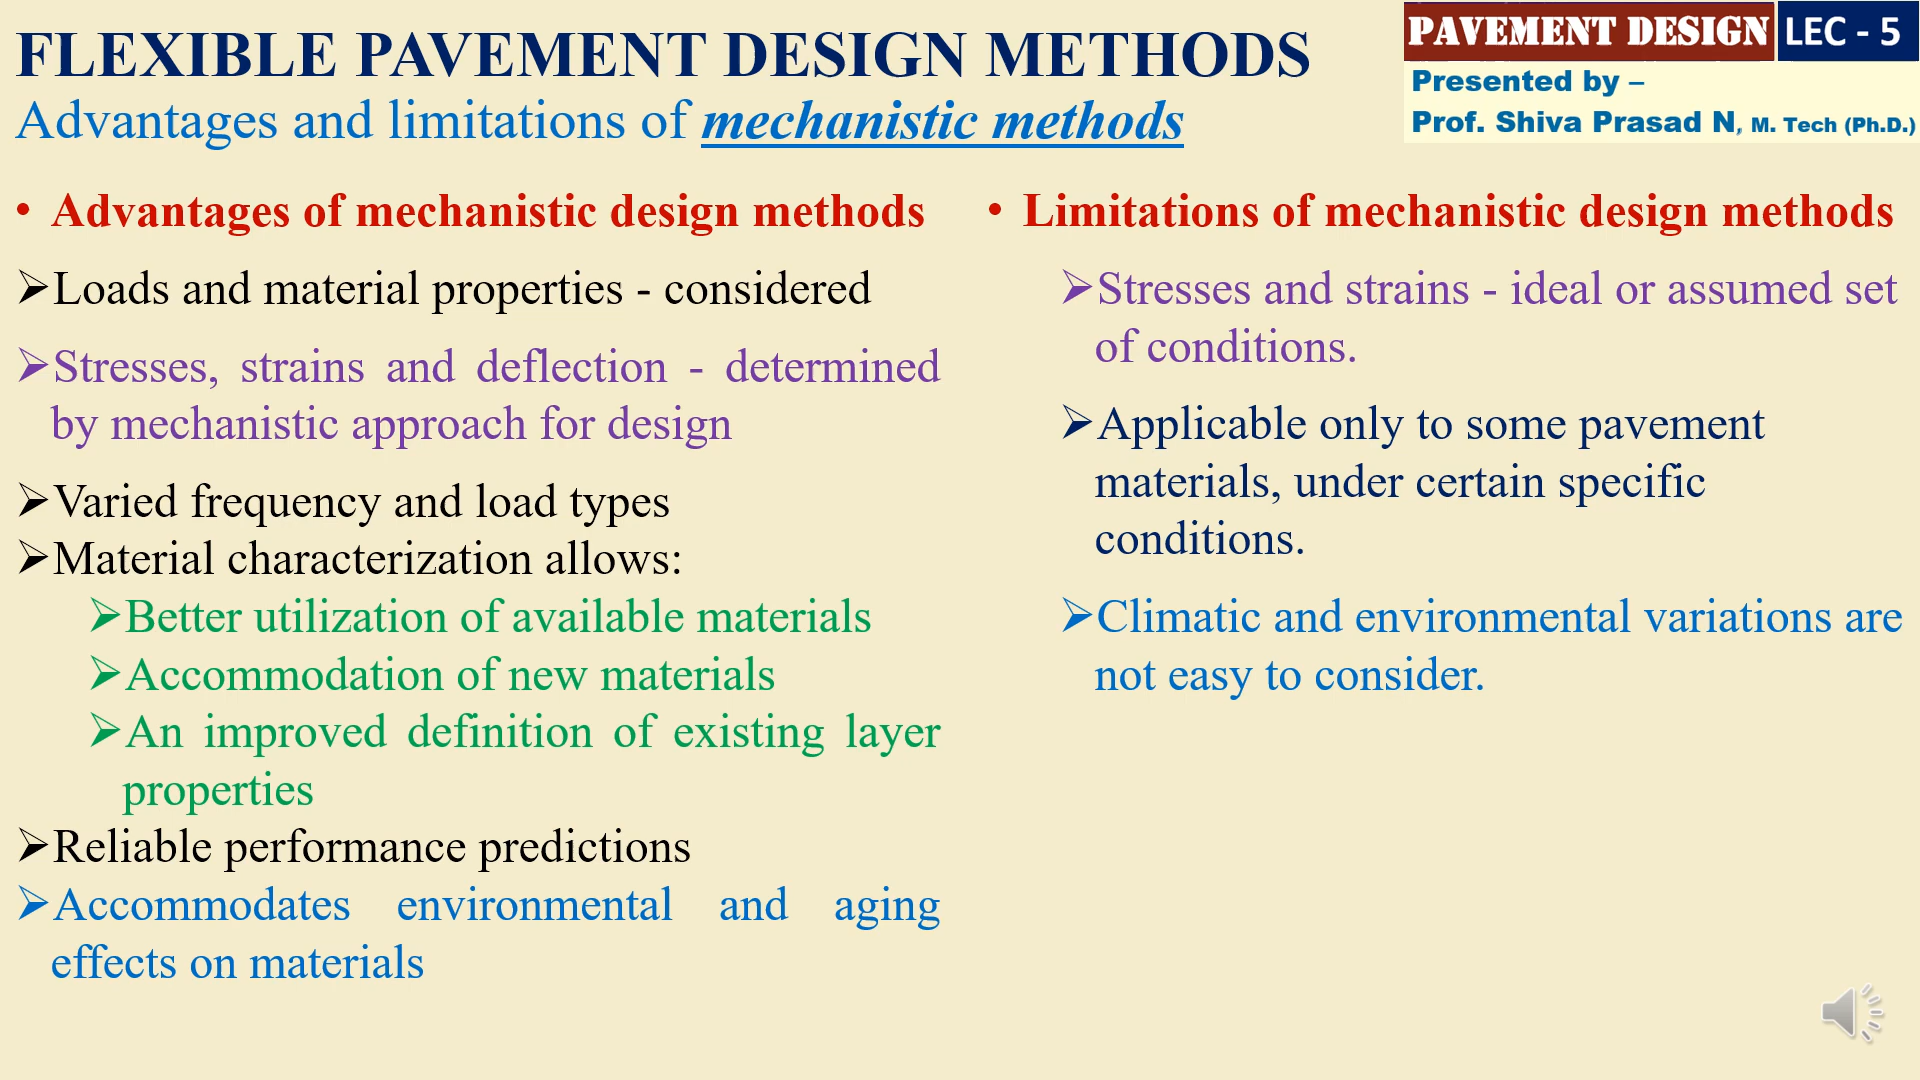 FLEXIBLE PAVEMENT DESIGN METHODS
Advantages and limitations of mechanistic methods
PAVEMENT DESIGN LEC - 5
Presented by –
Prof. Shiva Prasad N, M. Tech (Ph.D.)
• Advantages of mechanistic design methods
➢Loads and material properties - considered
➢Stresses, strains and deflection - determined
by mechanistic approach for design
➢Varied frequency and load types
➢Material characterization allows:
➢Better utilization of available materials
➢Accommodation of new materials
➢An improved definition of existing layer
properties
➢Reliable performance predictions
➢Accommodates environmental and aging
effects on materials
• Limitations of mechanistic design methods
➢Stresses and strains - ideal or assumed set
of conditions.
➢Applicable only to some pavement
materials, under certain specific
conditions.
➢Climatic and environmental variations are
not easy to consider.